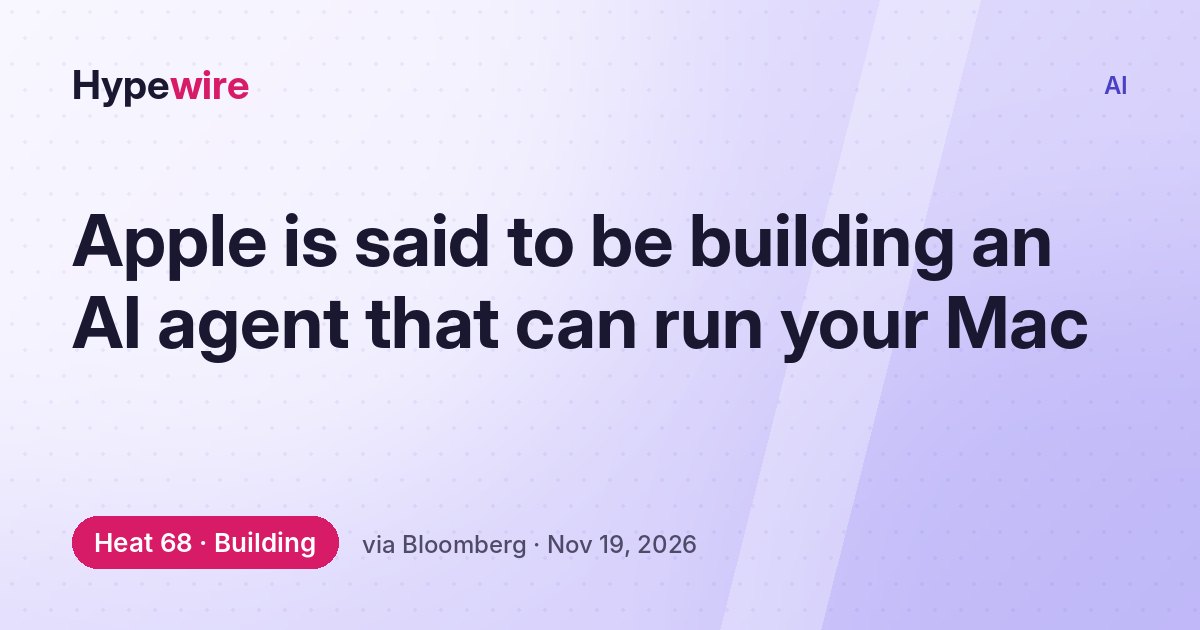 Hypewire
AI
Apple is said to be building an
AI agent that can run your Mac
Heat 68 · Building
via Bloomberg · Nov 19, 2026